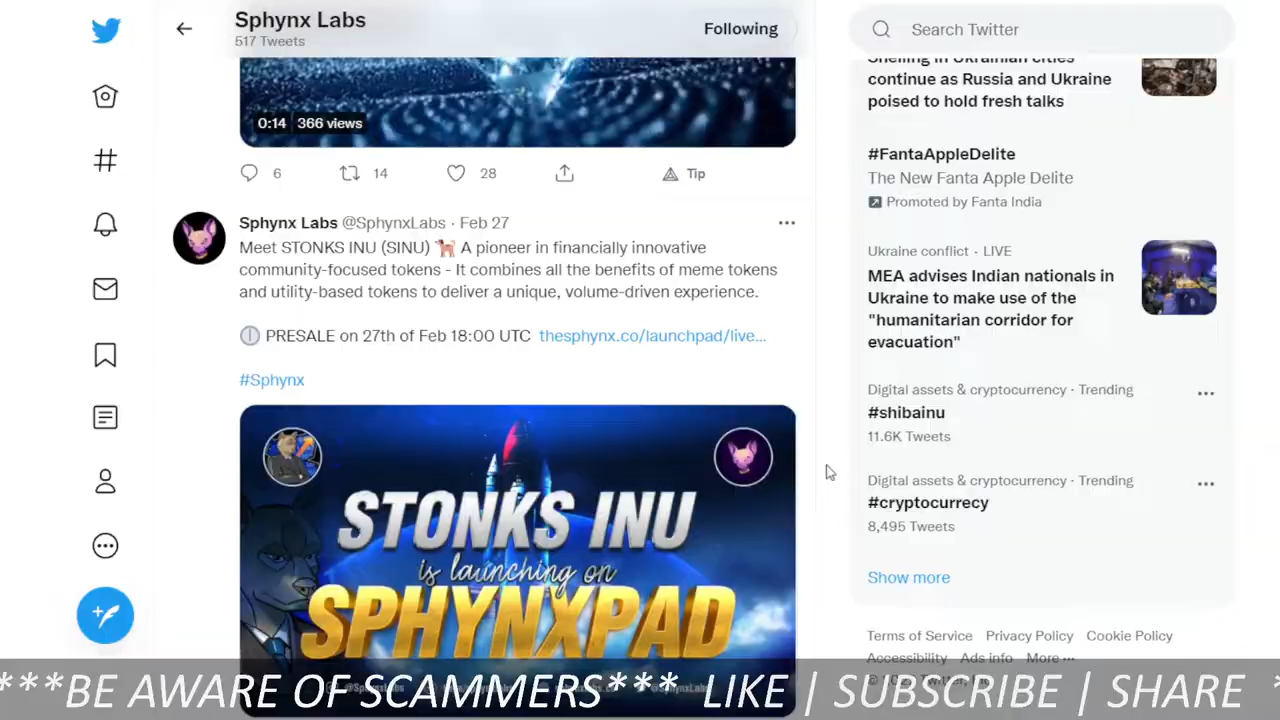 Sphynx Labs
517 Tweets
Following
Search Twitter
0:14 366 views
6
14
28
Tip
Sphynx Labs @SphynxLabs · Feb 27
Meet STONKS INU (SINU) 🐕 A pioneer in financially innovative
community-focused tokens - It combines all the benefits of meme tokens
and utility-based tokens to deliver a unique, volume-driven experience.
PRESALE on 27th of Feb 18:00 UTC thesphynx.co/launchpad/live...
#Sphynx
STONKS INU
is launching on
SPHYNXPAD
Shelling in Ukrainian cities
continue as Russia and Ukraine
poised to hold fresh talks
#FantaAppleDelite
The New Fanta Apple Delite
Promoted by Fanta India
Ukraine conflict · LIVE
MEA advises Indian nationals in
Ukraine to make use of the
"humanitarian corridor for
evacuation"
Digital assets & cryptocurrency · Trending
#shibainu
11.6K Tweets
Digital assets & cryptocurrency · Trending
#cryptocurrecy
8,495 Tweets
Show more
Terms of Service Privacy Policy Cookie Policy
Accessibility Ads info More ···
***BE AWARE OF SCAMMERS*** LIKE | SUBSCRIBE | SHARE *